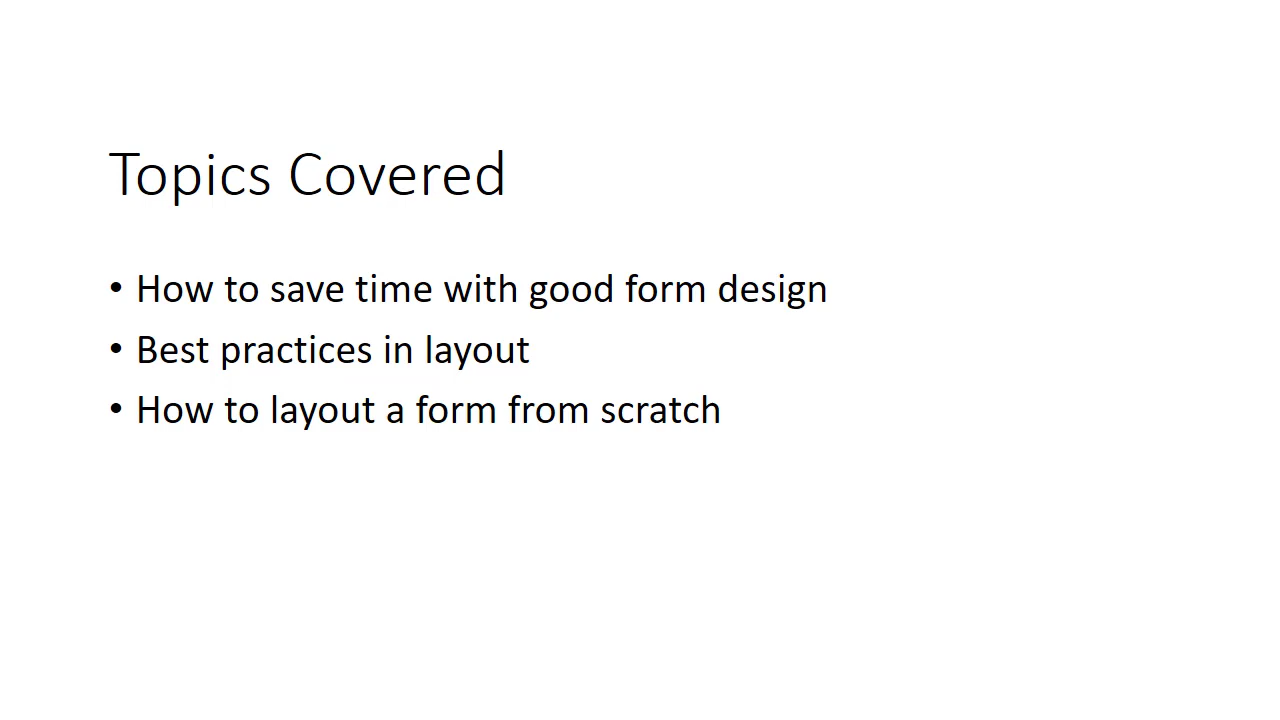 Topics Covered
• How to save time with good form design
• Best practices in layout
• How to layout a form from scratch